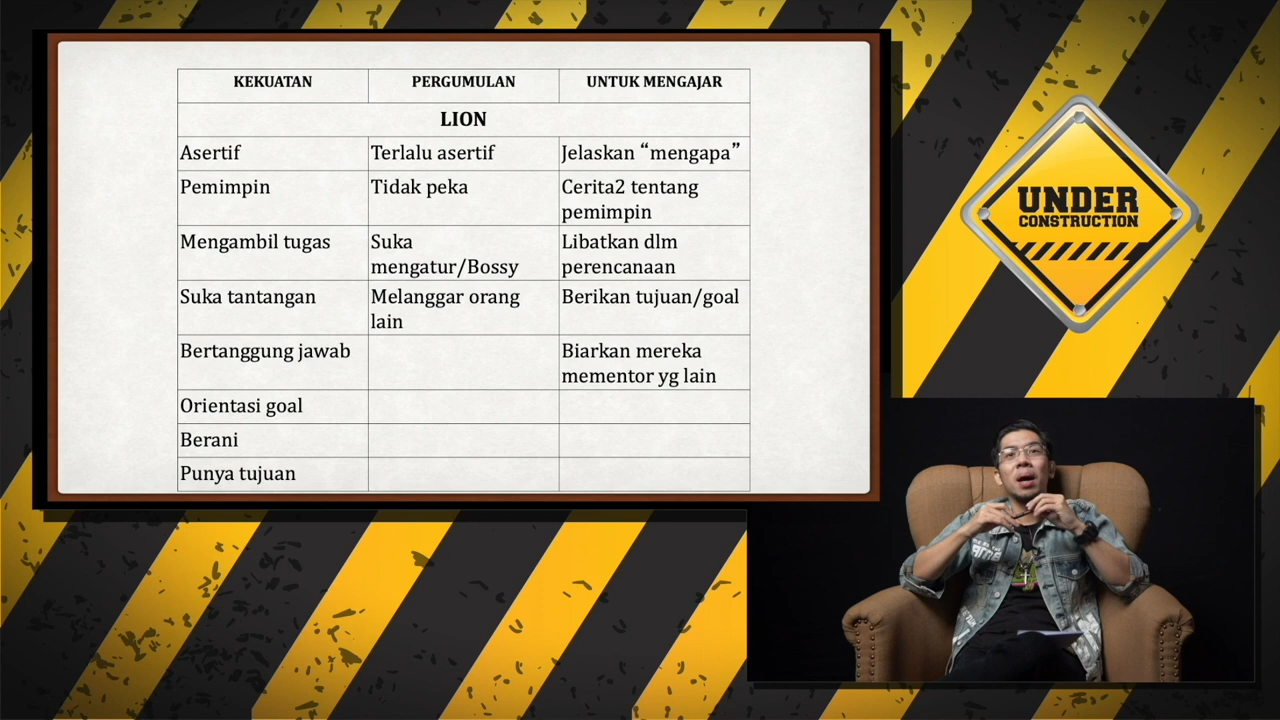 KEKUATAN PERGUMULAN UNTUK MENGAJAR
LION
Asertif Terlalu asertif Jelaskan “mengapa”
Pemimpin Tidak peka Cerita2 tentang
pemimpin
Mengambil tugas Suka Libatkan dlm
mengatur/Bossy perencanaan
Suka tantangan Melanggar orang Berikan tujuan/goal
lain
Bertanggung jawab Biarkan mereka
mementor yg lain
Orientasi goal
Berani
Punya tujuan
UNDER
CONSTRUCTION